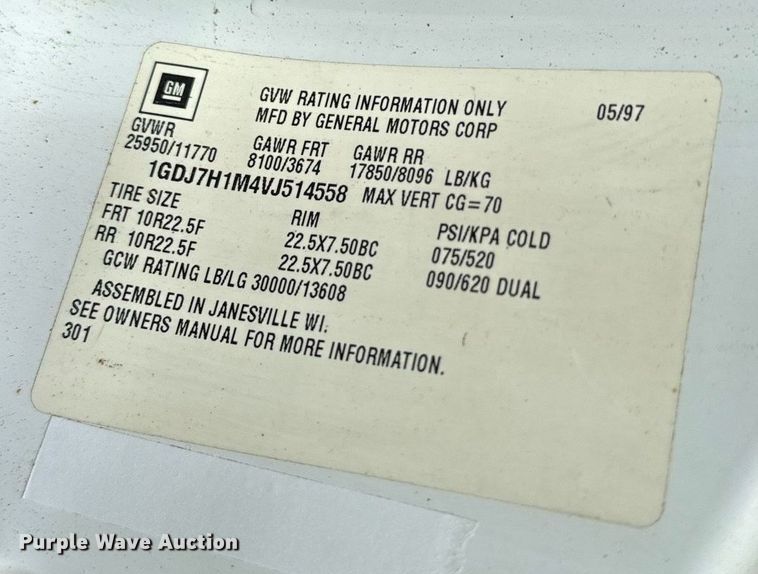 GM
GVW RATING INFORMATION ONLY 05/97
MFD BY GENERAL MOTORS CORP
GVWR GAWR FRT GAWR RR
25950/11770 8100/3674 17850/8096 LB/KG
1GDJ7H1M4VJ514558 MAX VERT CG=70
TIRE SIZE RIM PSI/KPA COLD
FRT 10R22.5F 22.5X7.50BC 075/520
RR 10R22.5F 22.5X7.50BC 090/620 DUAL
GCW RATING LB/LG 30000/13608
ASSEMBLED IN JANESVILLE WI.
SEE OWNERS MANUAL FOR MORE INFORMATION.
301
Purple Wave Auction